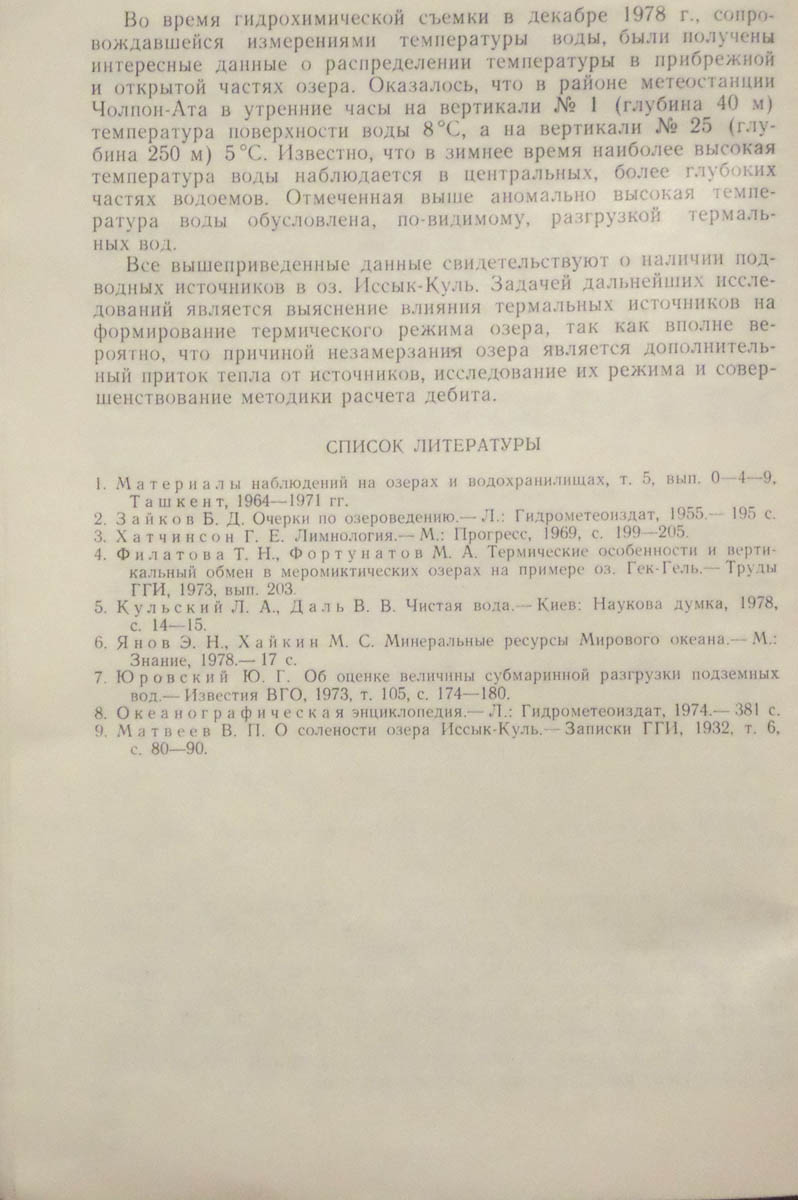 Во время гидрохимической съемки в декабре 1978 г., сопро-
вождавшейся измерениями температуры воды, были получены
интересные данные о распределении температуры в прибрежной
и открытой частях озера. Оказалось, что в районе метеостанции
Чолпон-Ата в утренние часы на вертикали № 1 (глубина 40 м)
температура поверхности воды 8°С, а на вертикали № 25 (глу-
бина 250 м) 5°С. Известно, что в зимнее время наиболее высокая
температура воды наблюдается в центральных, более глубоких
частях водоемов. Отмеченная выше аномально высокая темпе-
ратура воды обусловлена, по-видимому, разгрузкой термаль-
ных вод.
Все вышеприведенные данные свидетельствуют о наличии под-
водных источников в оз. Иссык-Куль. Задачей дальнейших иссле-
дований является выяснение влияния термальных источников на
формирование термического режима озера, так как вполне ве-
роятно, что причиной незамерзания озера является дополнитель-
ный приток тепла от источников, исследование их режима и совер-
шенствование методики расчета дебита.
СПИСОК ЛИТЕРАТУРЫ
1. Материалы наблюдений на озерах и водохранилищах, т. 5, вып. 0—4—9,
Ташкент, 1964—1971 гг.
2. Зайков Б. Д. Очерки по озероведению.— Л.: Гидрометеоиздат, 1955.— 195 с.
3. Хатчинсон Г. Е. Лимнология.— М.: Прогресс, 1969, с. 199—205.
4. Филатова Т. Н., Фортунатов М. А. Термические особенности и верти-
кальный обмен в меромиктических озерах на примере оз. Гек-Гель.— Труды
ГГИ, 1973, вып. 203.
5. Кульский Л. А., Даль В. В. Чистая вода.— Киев: Наукова думка, 1978,
с. 14—15.
6. Янов Э. Н., Хайкин М. С. Минеральные ресурсы Мирового океана.— М.:
Знание, 1978.— 17 с.
7. Юровский Ю. Г. Об оценке величины субмаринной разгрузки подземных
вод.— Известия ВГО, 1973, т. 105, с. 174—180.
8. Океанографическая энциклопедия.— Л.: Гидрометеоиздат, 1974.— 381 с.
9. Матвеев В. П. О солености озера Иссык-Куль.— Записки ГГИ, 1932, т. 6,
с. 80—90.